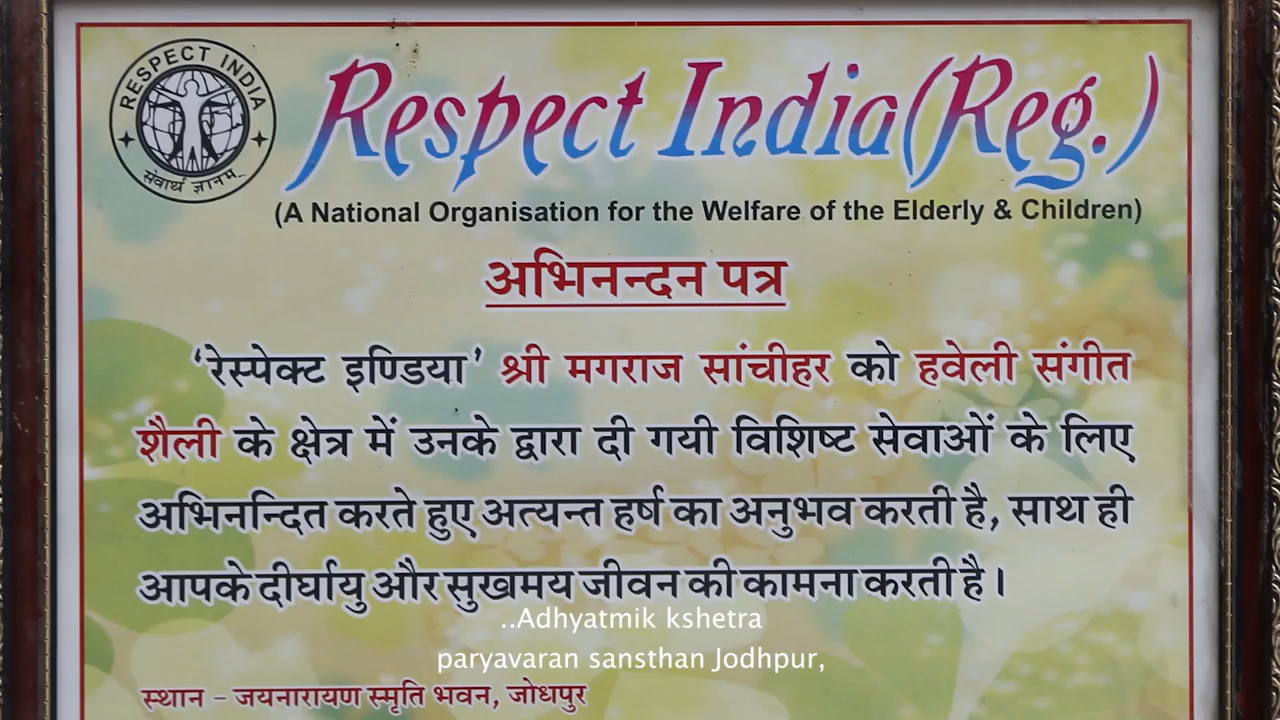 RESPECT INDIA
सेवार्थ ज्ञानम्
Respect India (Reg.)
(A National Organisation for the Welfare of the Elderly & Children)
अभिनन्दन पत्र
‘रेस्पेक्ट इण्डिया’ श्री मगराज सांचीहर को हवेली संगीत
शैली के क्षेत्र में उनके द्वारा दी गयी विशिष्ट सेवाओं के लिए
अभिनन्दित करते हुए अत्यन्त हर्ष का अनुभव करती है, साथ ही
आपके दीर्घायु और सुखमय जीवन की कामना करती है।
..Adhyatmik kshetra
paryavaran sansthan Jodhpur,
स्थान - जयनारायण स्मृति भवन, जोधपुर